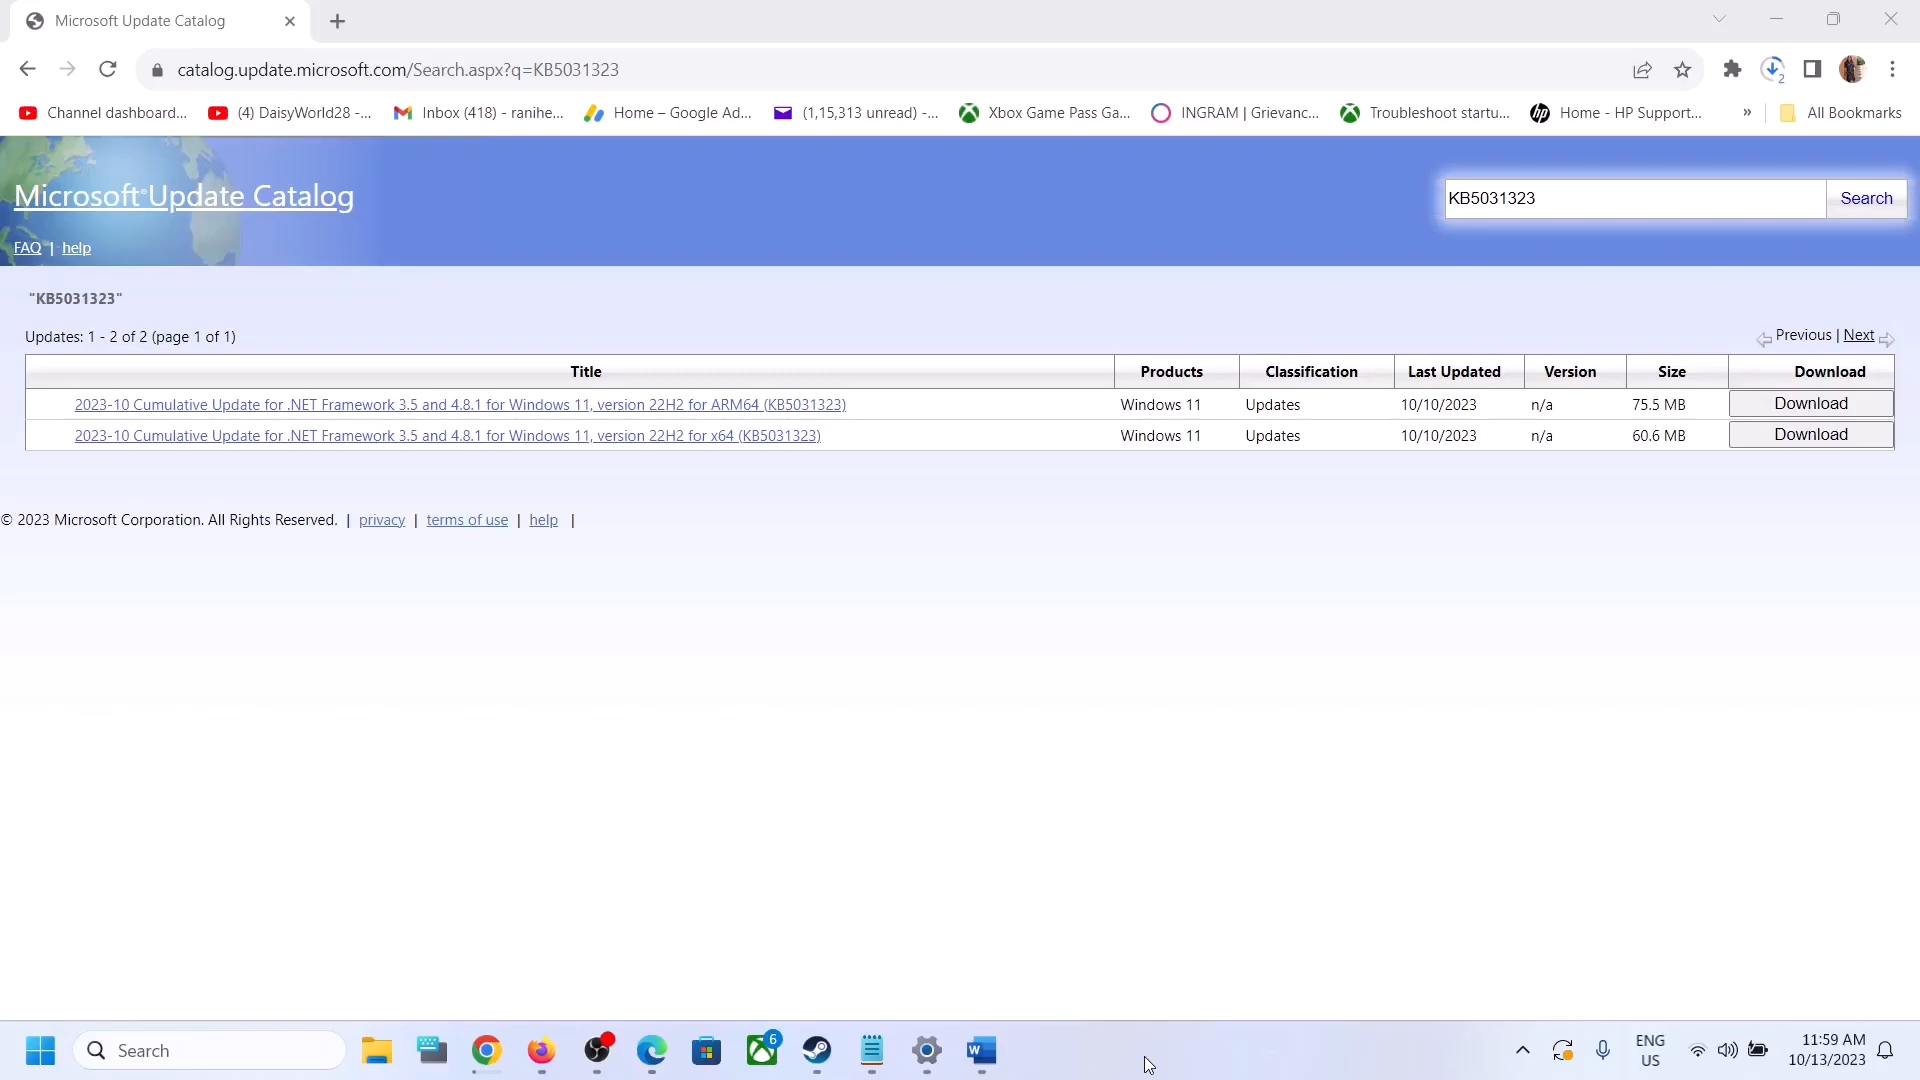 Microsoft Update Catalog
catalog.update.microsoft.com/Search.aspx?q=KB5031323
2
Channel dashboard... (4) DaisyWorld28 -... Inbox (418) - ranihe... Home – Google Ad... (1,15,313 unread) -... Xbox Game Pass Ga... INGRAM | Grievanc... Troubleshoot startu... Home - HP Support... » All Bookmarks
Microsoft® Update Catalog
KB5031323 Search
FAQ | help
"KB5031323"
Updates: 1 - 2 of 2 (page 1 of 1) Previous | Next
Title Products Classification Last Updated Version Size Download
2023-10 Cumulative Update for .NET Framework 3.5 and 4.8.1 for Windows 11, version 22H2 for ARM64 (KB5031323) Windows 11 Updates 10/10/2023 n/a 75.5 MB Download
2023-10 Cumulative Update for .NET Framework 3.5 and 4.8.1 for Windows 11, version 22H2 for x64 (KB5031323) Windows 11 Updates 10/10/2023 n/a 60.6 MB Download
© 2023 Microsoft Corporation. All Rights Reserved. | privacy | terms of use | help |
Search 6 W ENG 11:59 AM
US 10/13/2023